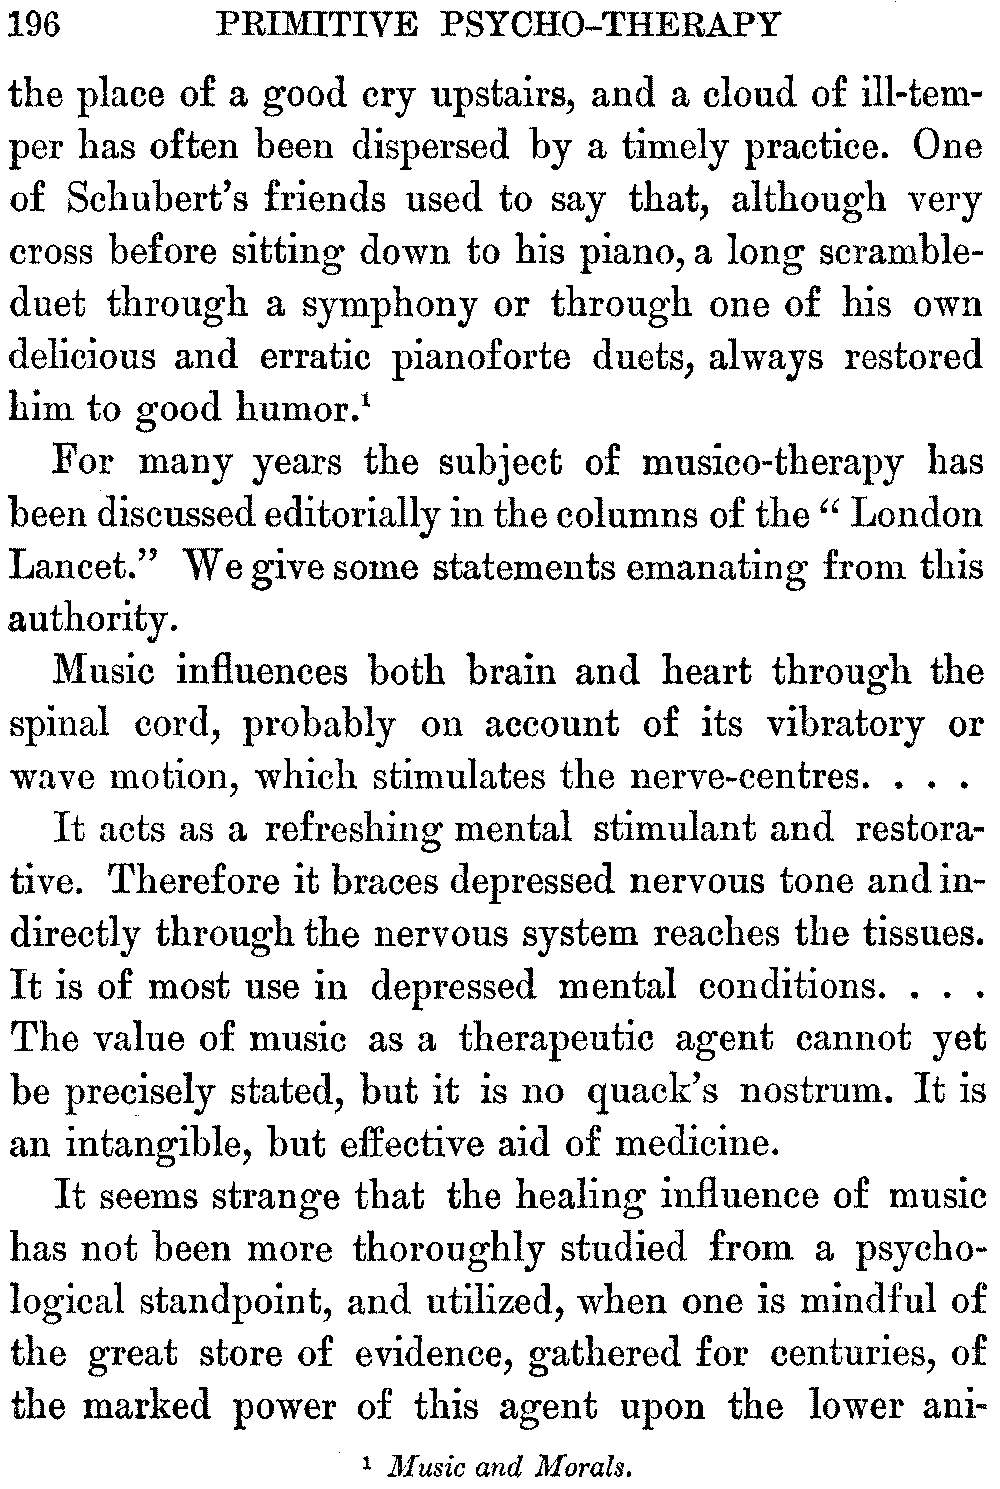 196 PRIMITIVE PSYCHO-THERAPY
the place of a good cry upstairs, and a cloud of ill-tem-
per has often been dispersed by a timely practice. One
of Schubert's friends used to say that, although very
cross before sitting down to his piano, a long scramble-
duet through a symphony or through one of his own
delicious and erratic pianoforte duets, always restored
him to good humor.¹
For many years the subject of musico-therapy has
been discussed editorially in the columns of the “ London
Lancet.” We give some statements emanating from this
authority.
Music influences both brain and heart through the
spinal cord, probably on account of its vibratory or
wave motion, which stimulates the nerve-centres. . . .
It acts as a refreshing mental stimulant and restora-
tive. Therefore it braces depressed nervous tone and in-
directly through the nervous system reaches the tissues.
It is of most use in depressed mental conditions. . . .
The value of music as a therapeutic agent cannot yet
be precisely stated, but it is no quack's nostrum. It is
an intangible, but effective aid of medicine.
It seems strange that the healing influence of music
has not been more thoroughly studied from a psycho-
logical standpoint, and utilized, when one is mindful of
the great store of evidence, gathered for centuries, of
the marked power of this agent upon the lower ani-
¹ Music and Morals.